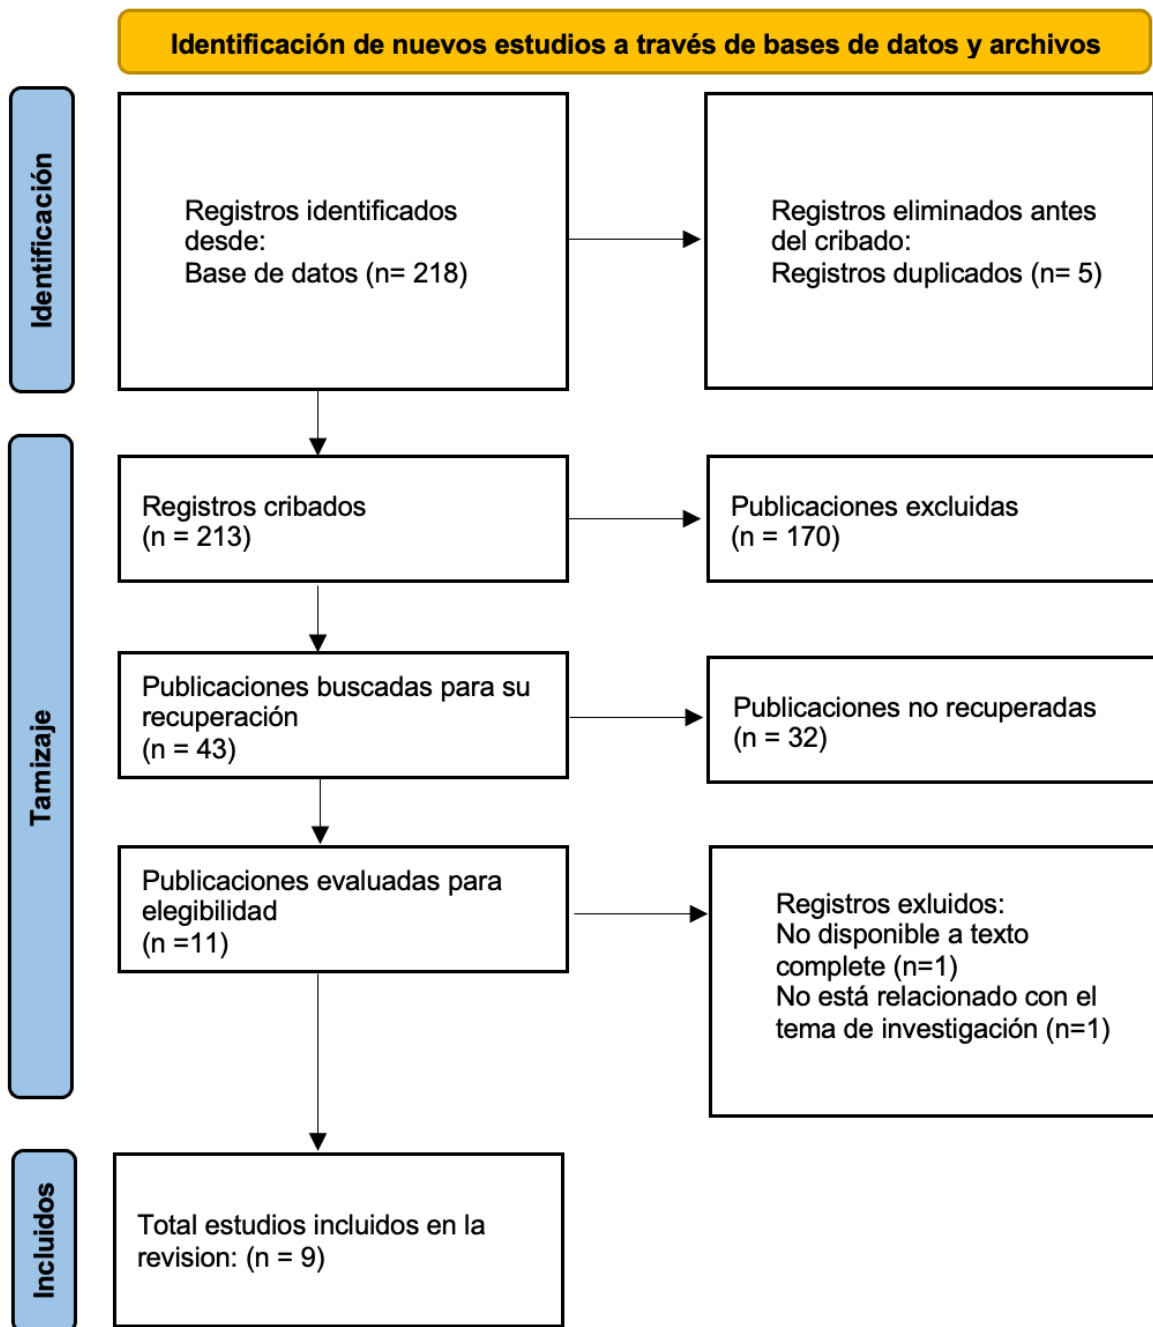 Identificación de nuevos estudios a través de bases de datos y archivos
Identificación
Registros identificados
desde:
Base de datos (n= 218)
Registros eliminados antes
del cribado:
Registros duplicados (n= 5)
Tamizaje
Registros cribados
(n = 213)
Publicaciones excluidas
(n = 170)
Publicaciones buscadas para su
recuperación
(n = 43)
Publicaciones no recuperadas
(n = 32)
Publicaciones evaluadas para
elegibilidad
(n =11)
Registros exluidos:
No disponible a texto
complete (n=1)
No está relacionado con el
tema de investigación (n=1)
Incluidos
Total estudios incluidos en la
revision: (n = 9)